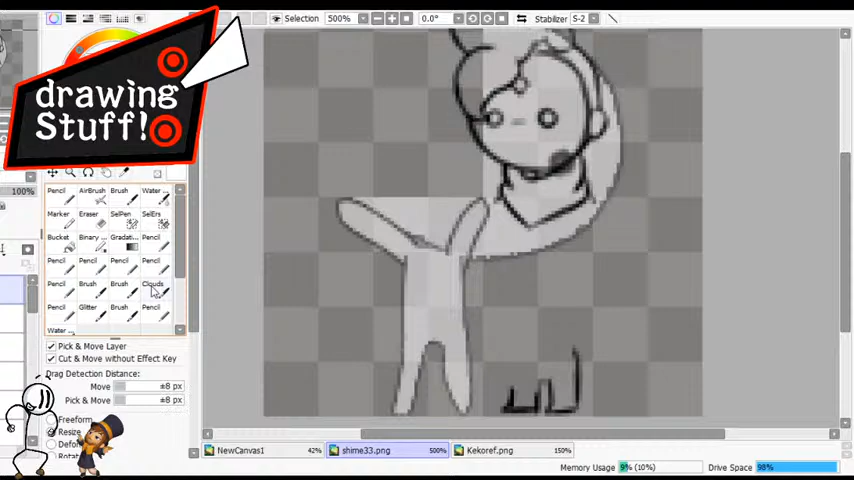 Selection 500% 0.0° Stabilizer S-2
drawing
Stuff!
100%
Pencil AirBrush Brush Water ...
Marker Eraser SelPen SelErs
Bucket Binary ... Gradati... Pencil
Pencil Pencil Pencil Pencil
Pencil Brush Brush Clouds
Pencil Glitter Brush Pencil
Water ...
Pick & Move Layer
Cut & Move without Effect Key
Drag Detection Distance:
Move ±8 px
Pick & Move ±8 px
Freeform
Resize
NewCanvas1 42% shime33.png 500% Kekoref.png 150%
Memory Usage 9% (10%) Drive Space 98%